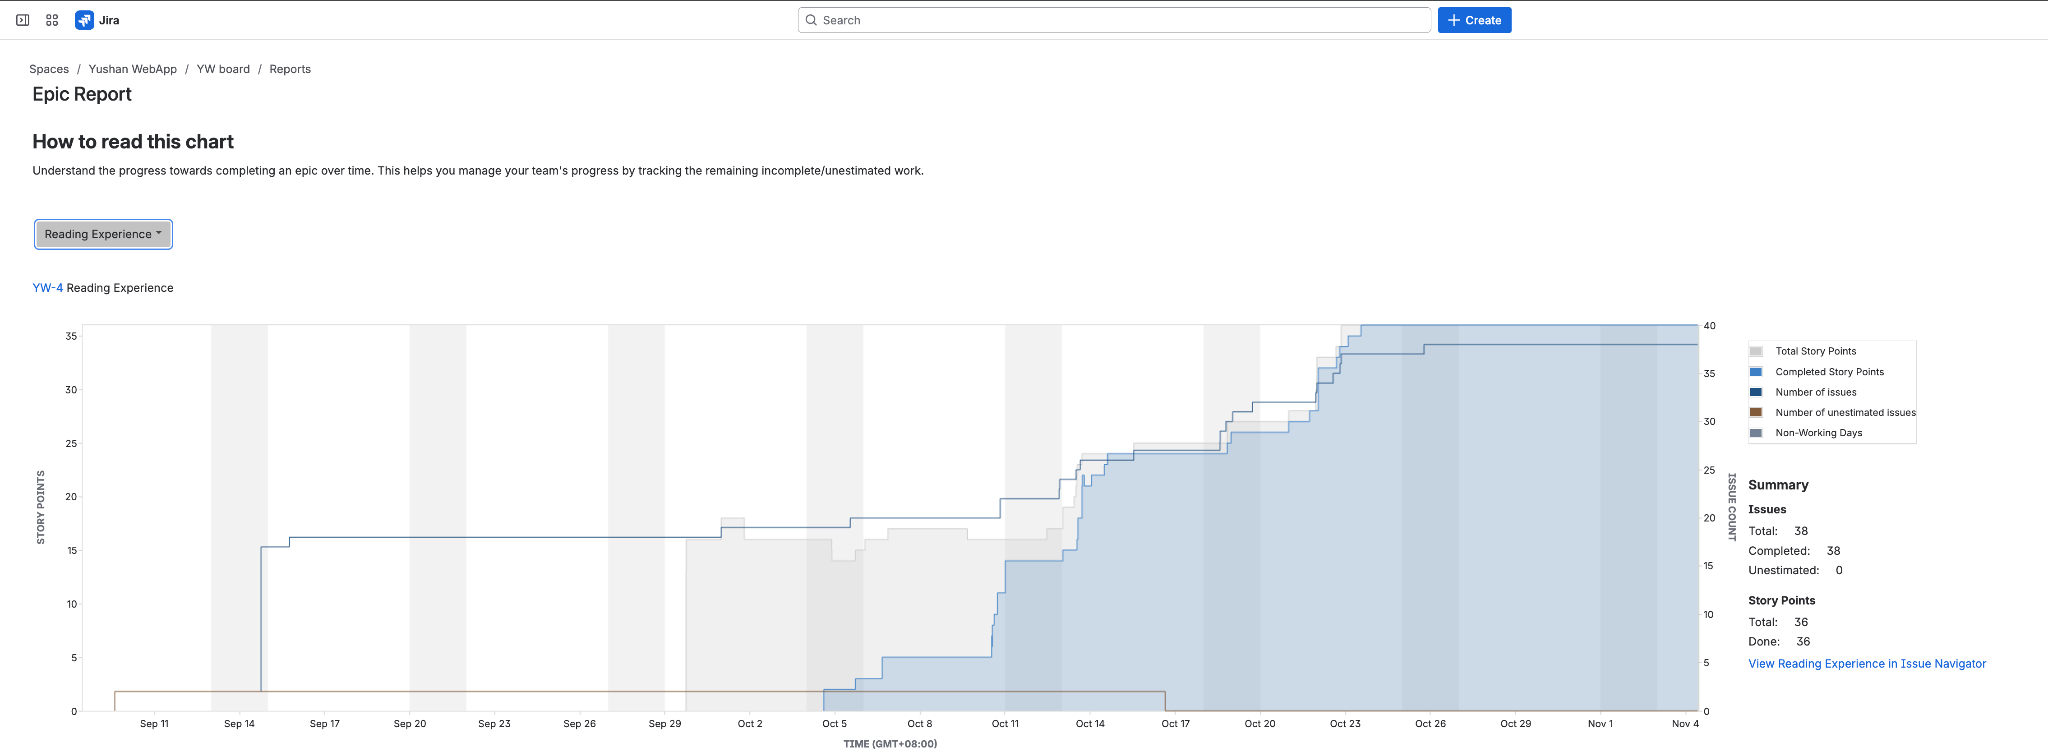 Jira
Search
Create
Spaces / Yushan WebApp / YW board / Reports
Epic Report
How to read this chart
Understand the progress towards completing an epic over time. This helps you manage your team's progress by tracking the remaining incomplete/unestimated work.
Reading Experience
YW-4 Reading Experience
STORY POINTS
35
30
25
20
15
10
5
0
Sep 11 Sep 14 Sep 17 Sep 20 Sep 23 Sep 26 Sep 29 Oct 2 Oct 5 Oct 8 Oct 11 Oct 14 Oct 17 Oct 20 Oct 23 Oct 26 Oct 29 Nov 1 Nov 4
TIME (GMT+08:00)
40
35
30
25
20
15
10
5
0
ISSUE COUNT
Total Story Points
Completed Story Points
Number of issues
Number of unestimated issues
Non-Working Days
Summary
Issues
Total: 38
Completed: 38
Unestimated: 0
Story Points
Total: 36
Done: 36
View Reading Experience in Issue Navigator